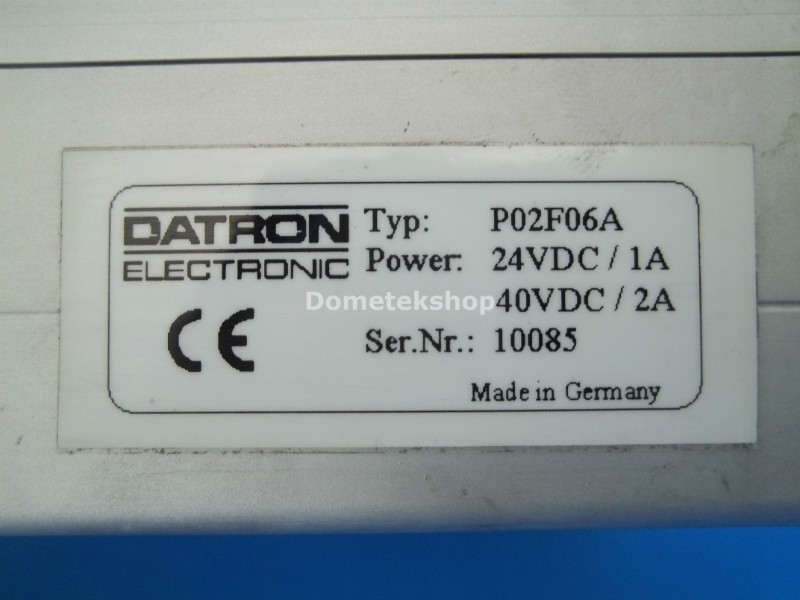 DATRON
ELECTRONIC
Typ: P02F06A
Power: 24VDC / 1A
40VDC / 2A
Ser.Nr.: 10085
CE
Made in Germany
Dometekshop